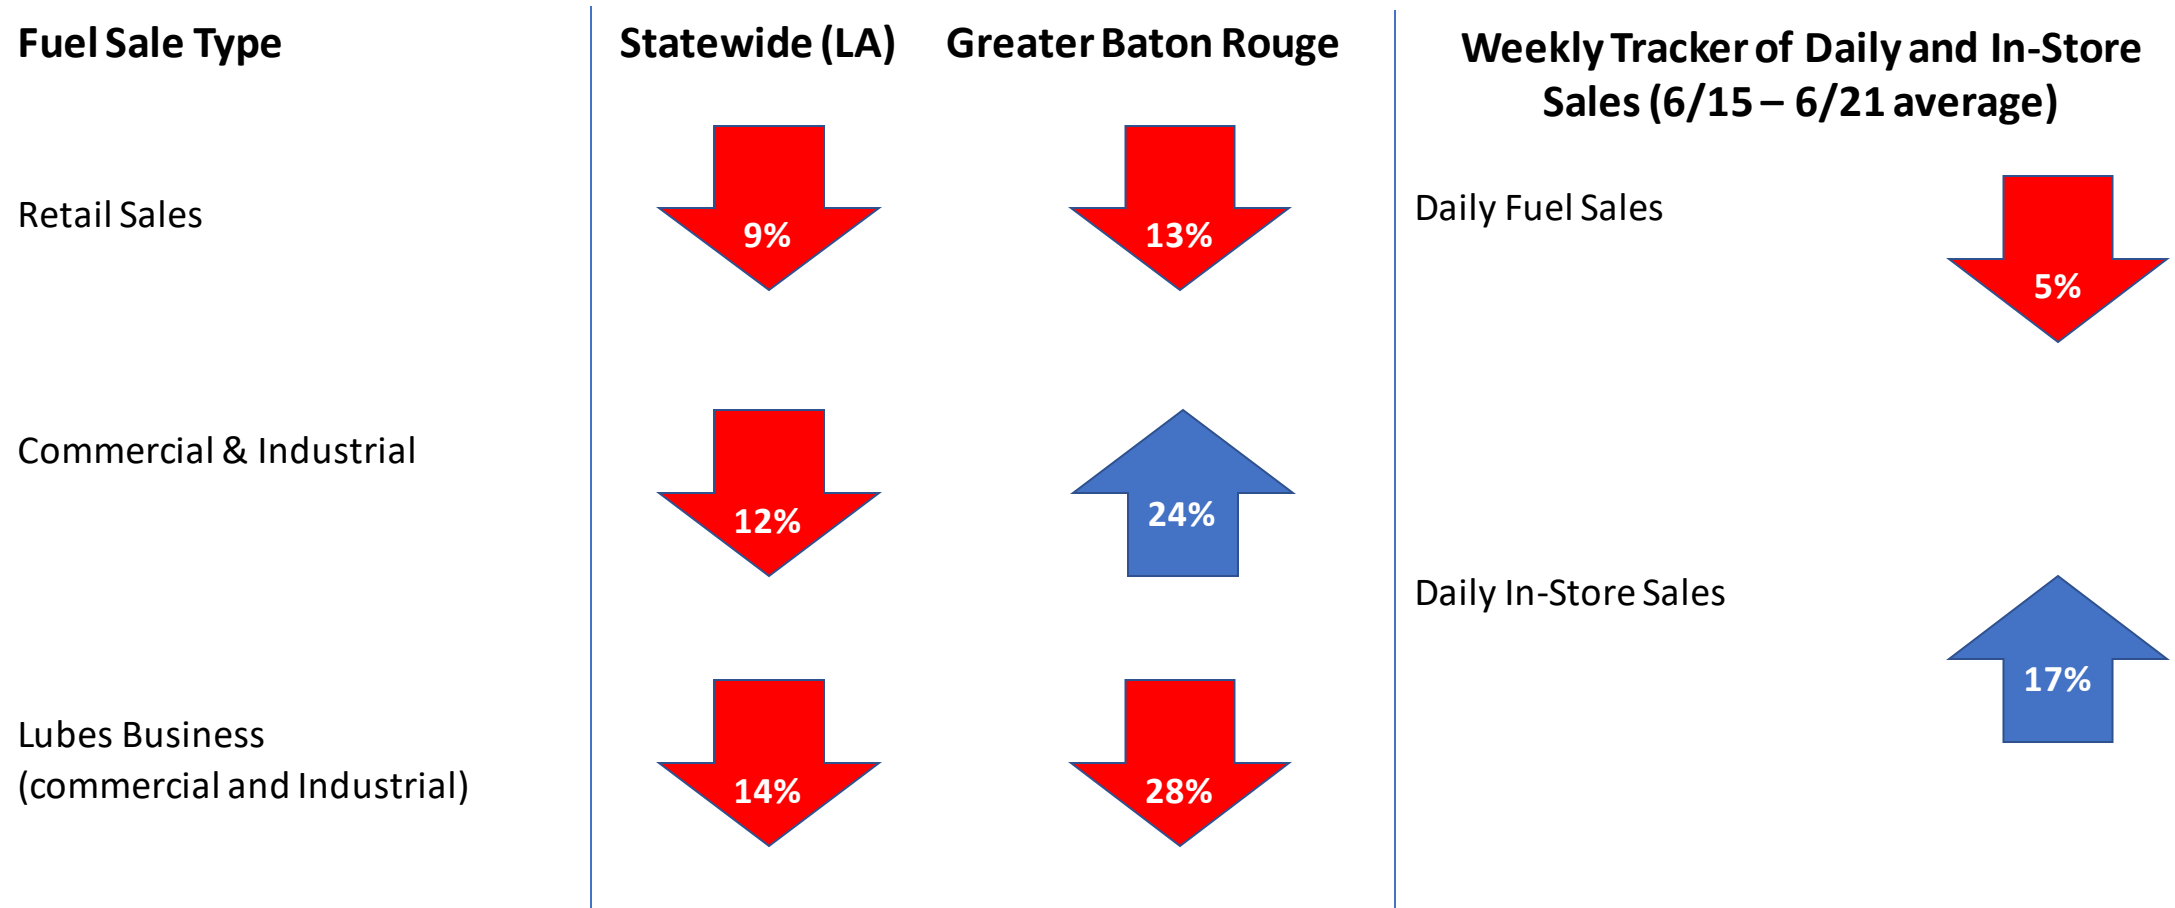 Fuel Sale Type
Statewide (LA)
Greater Baton Rouge
Retail Sales
9%
13%
Commercial & Industrial
12%
24%
Lubes Business
(commercial and Industrial)
14%
28%
Weekly Tracker of Daily and In-Store
Sales (6/15 – 6/21 average)
Daily Fuel Sales
5%
Daily In-Store Sales
17%